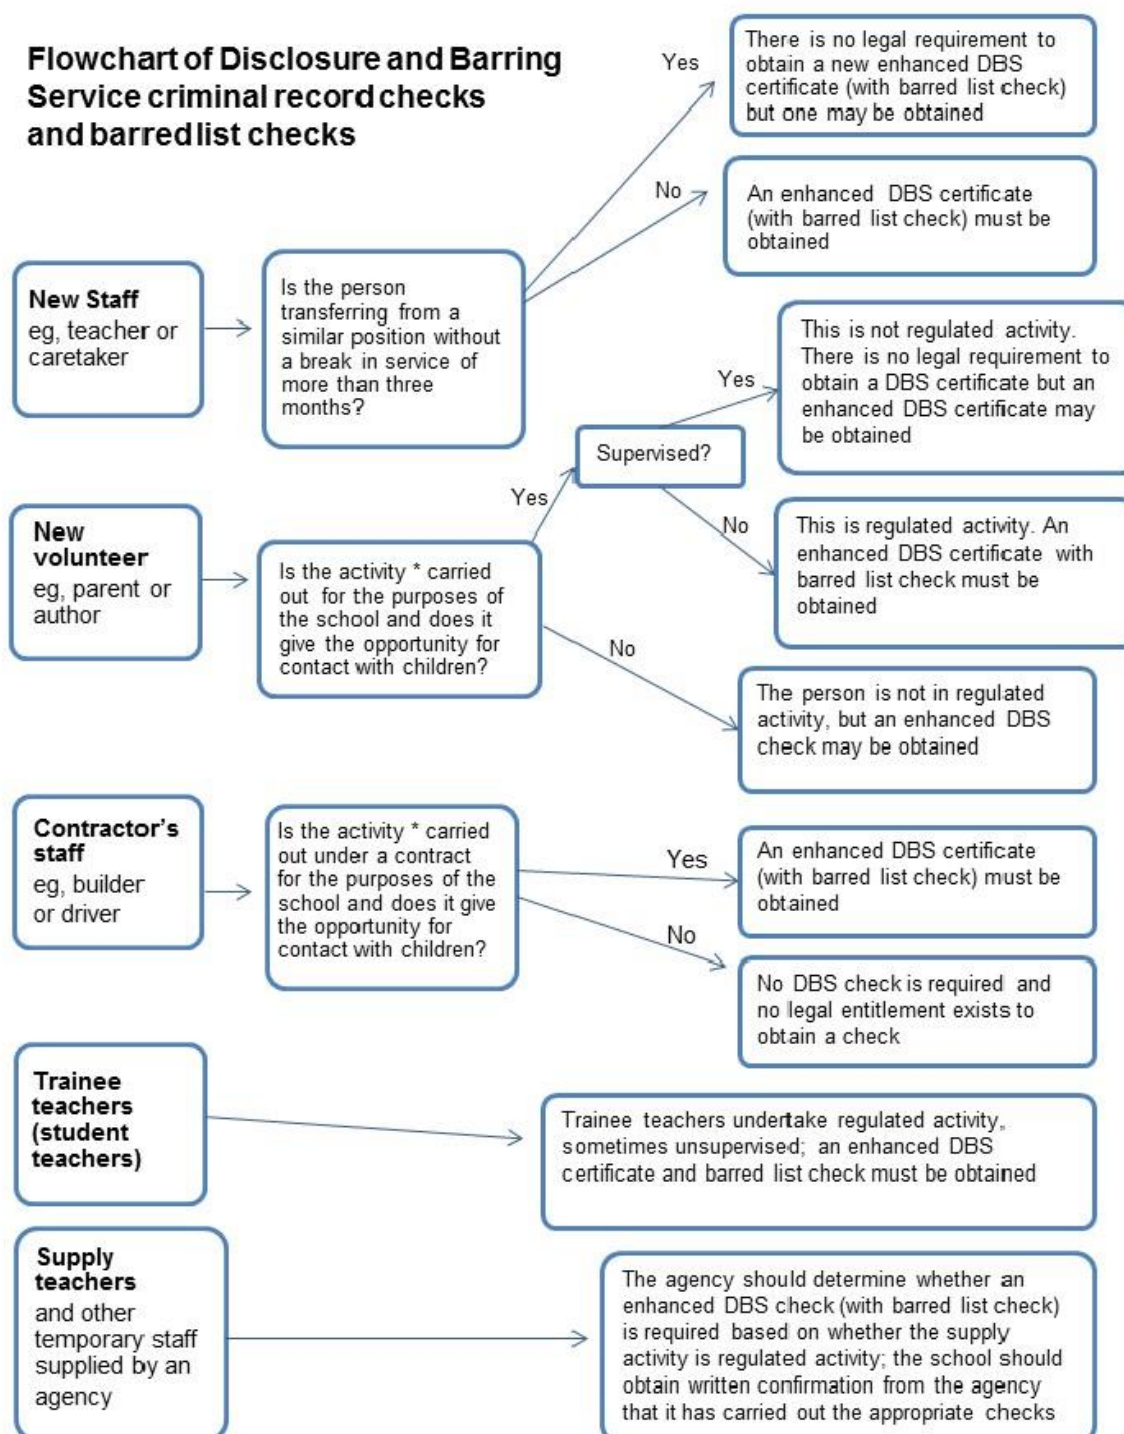 Flowchart of Disclosure and Barring
Service criminal record checks
and barred list checks
Yes
There is no legal requirement to
obtain a new enhanced DBS
certificate (with barred list check)
but one may be obtained
No
An enhanced DBS certificate
(with barred list check) must be
obtained
New Staff
eg, teacher or
caretaker
Is the person
transferring from a
similar position without
a break in service of
more than three
months?
Yes
This is not regulated activity.
There is no legal requirement to
obtain a DBS certificate but an
enhanced DBS certificate may
be obtained
Supervised?
Yes
No
This is regulated activity. An
enhanced DBS certificate with
barred list check must be
obtained
New
volunteer
eg, parent or
author
Is the activity * carried
out for the purposes of
the school and does it
give the opportunity for
contact with children?
No
The person is not in regulated
activity, but an enhanced DBS
check may be obtained
Contractor's
staff
eg, builder
or driver
Is the activity * carried
out under a contract
for the purposes of the
school and does it give
the opportunity for
contact with children?
Yes
An enhanced DBS certificate
(with barred list check) must be
obtained
No
No DBS check is required and
no legal entitlement exists to
obtain a check
Trainee
teachers
(student
teachers)
Trainee teachers undertake regulated activity,
sometimes unsupervised; an enhanced DBS
certificate and barred list check must be obtained
Supply
teachers
and other
temporary staff
supplied by an
agency
The agency should determine whether an
enhanced DBS check (with barred list check)
is required based on whether the supply
activity is regulated activity; the school should
obtain written confirmation from the agency
that it has carried out the appropriate checks